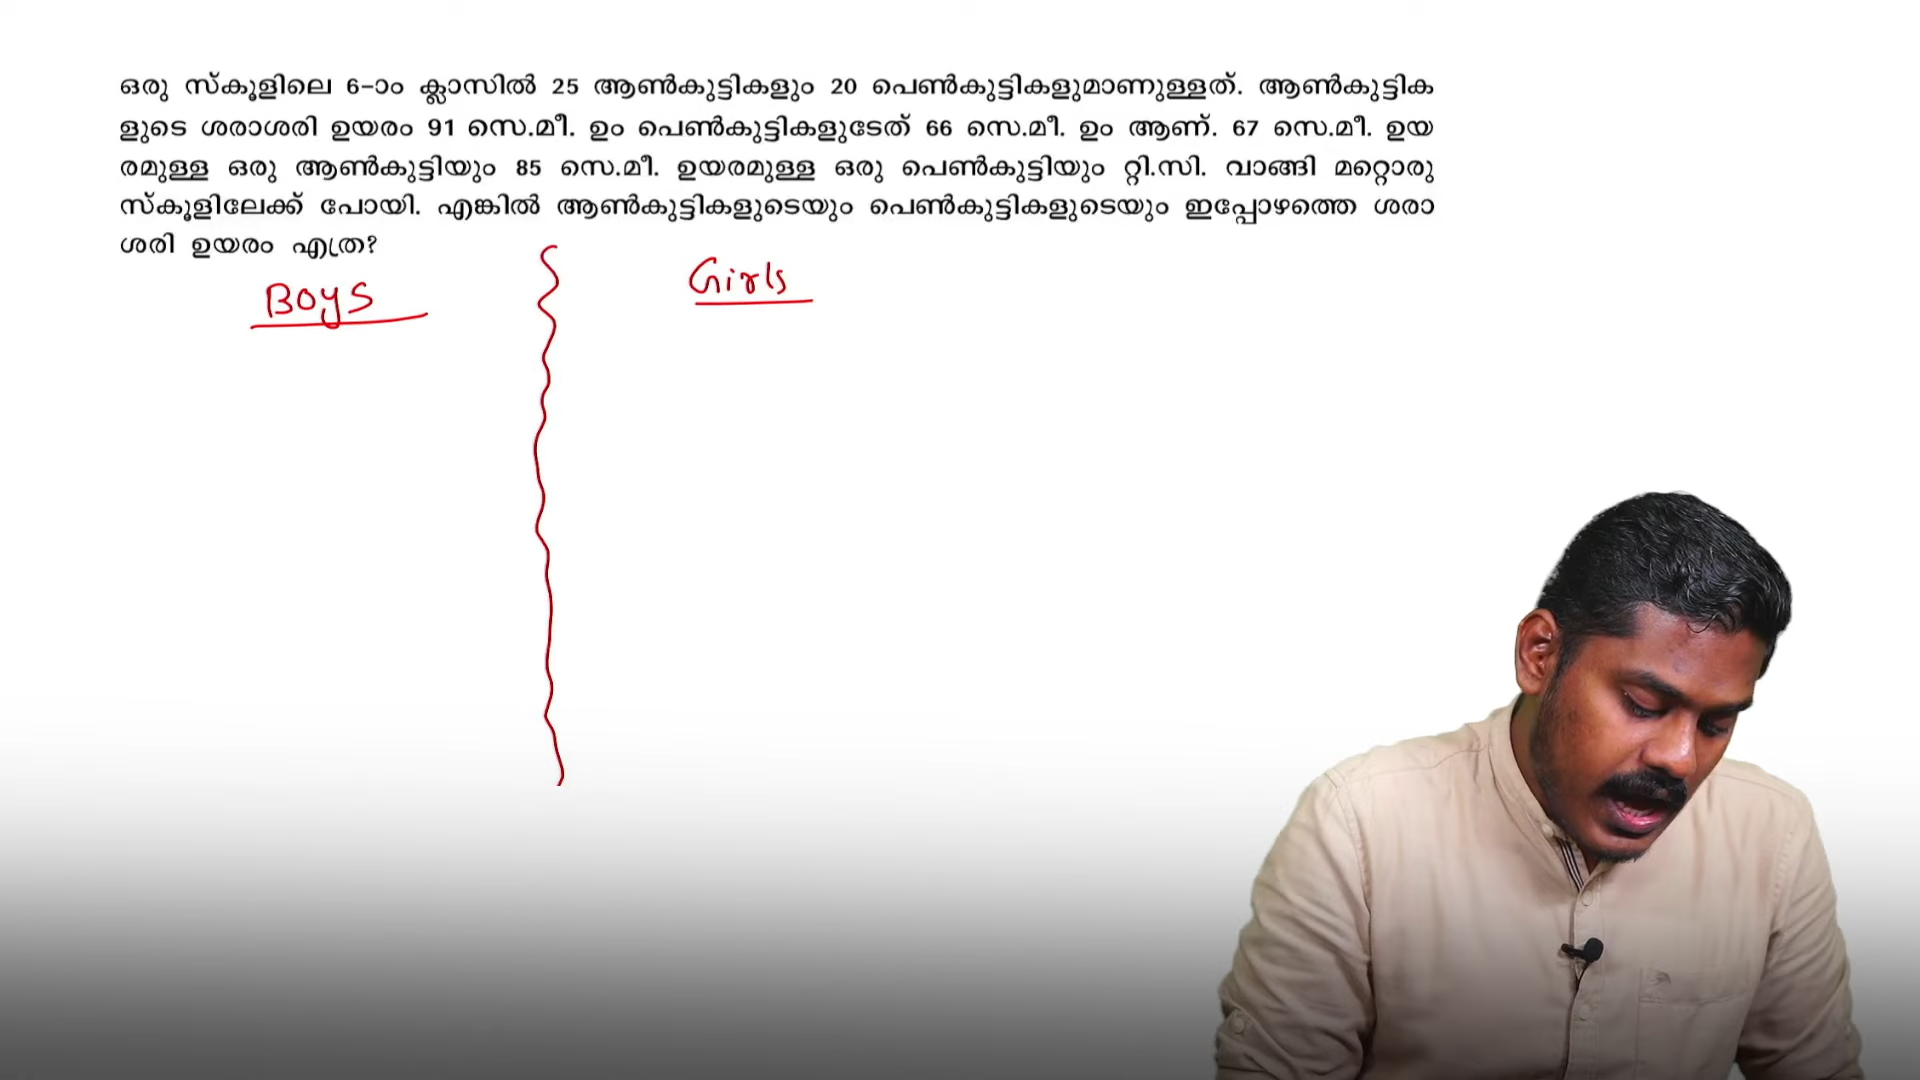 ഒരു സ്കൂളിലെ 6-ാം ക്ലാസിൽ 25 ആൺകുട്ടികളും 20 പെൺകുട്ടികളുമാണുള്ളത്. ആൺകുട്ടിക
ളുടെ ശരാശരി ഉയരം 91 സെ.മീ. ഉം പെൺകുട്ടികളുടേത് 66 സെ.മീ. ഉം ആണ്. 67 സെ.മീ. ഉയ
രമുള്ള ഒരു ആൺകുട്ടിയും 85 സെ.മീ. ഉയരമുള്ള ഒരു പെൺകുട്ടിയും റ്റി.സി. വാങ്ങി മറ്റൊരു
സ്കൂളിലേക്ക് പോയി. എങ്കിൽ ആൺകുട്ടികളുടെയും പെൺകുട്ടികളുടെയും ഇപ്പോഴത്തെ ശരാ
ശരി ഉയരം എത്ര?
Boys
Girls